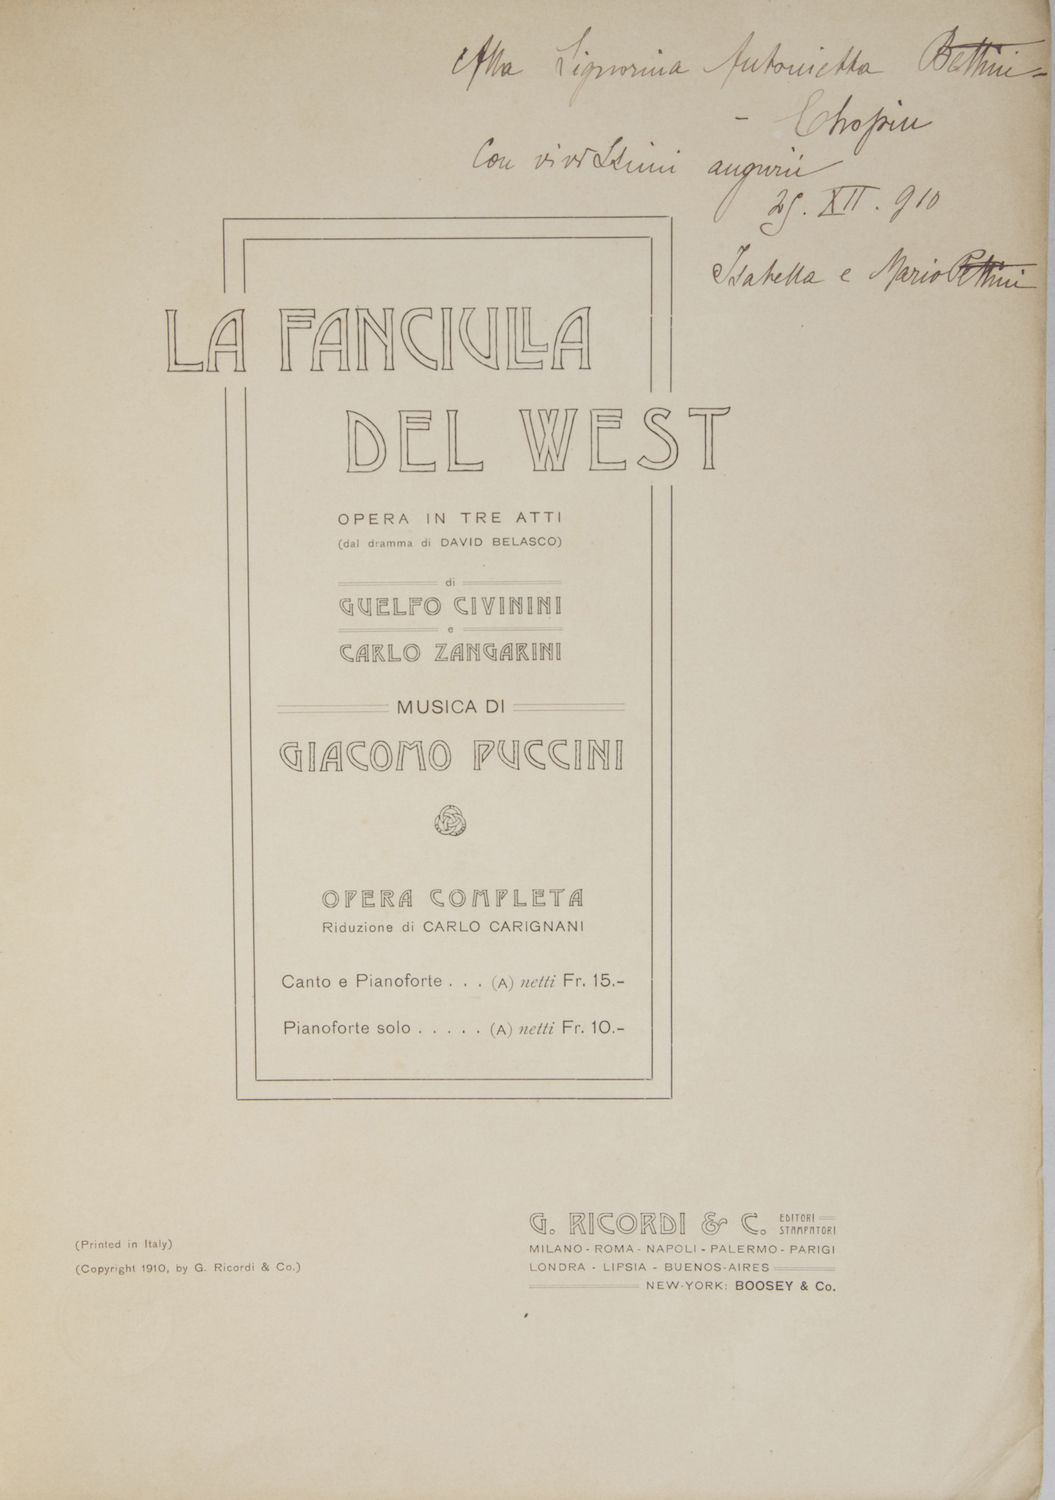 Alla Signorina Antonietta Bettini -
- Chopin
Con vivissimi augurii
25. XII. 910
Isabella e Mario Bettini
LA FANCIULLA
DEL WEST
OPERA IN TRE ATTI
(dal dramma di DAVID BELASCO)
di
GUELFO CIVININI
e
CARLO ZANGARINI
MUSICA DI
GIACOMO PUCCINI
OPERA COMPLETA
Riduzione di CARLO CARIGNANI
Canto e Pianoforte . . . (A) netti Fr. 15.-
Pianoforte solo . . . . . (A) netti Fr. 10.-
(Printed in Italy)
(Copyright 1910, by G. Ricordi & Co.)
G. RICORDI & C. EDITORI STAMPATORI
MILANO - ROMA - NAPOLI - PALERMO - PARIGI
LONDRA - LIPSIA - BUENOS-AIRES
NEW-YORK: BOOSEY & Co.